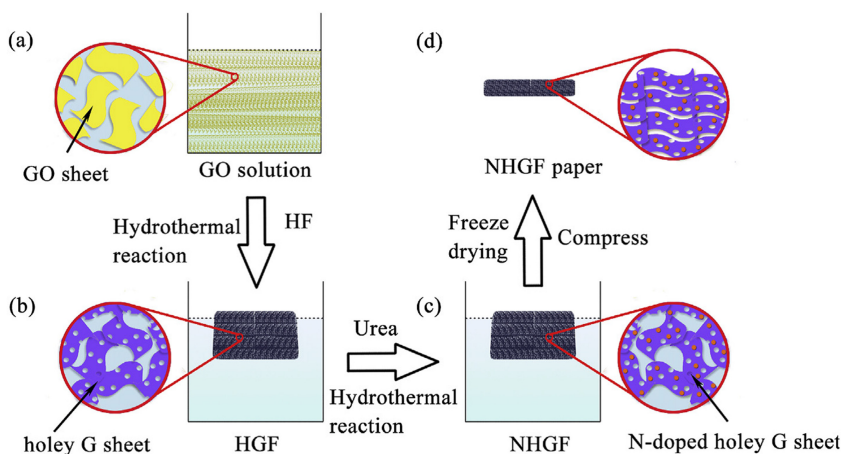 (a)
GO sheet
GO solution
Hydrothermal
reaction
HF
(b)
holey G sheet
HGF
Urea
Hydrothermal
reaction
(c)
NHGF
N-doped holey G sheet
Freeze
drying
Compress
(d)
NHGF paper